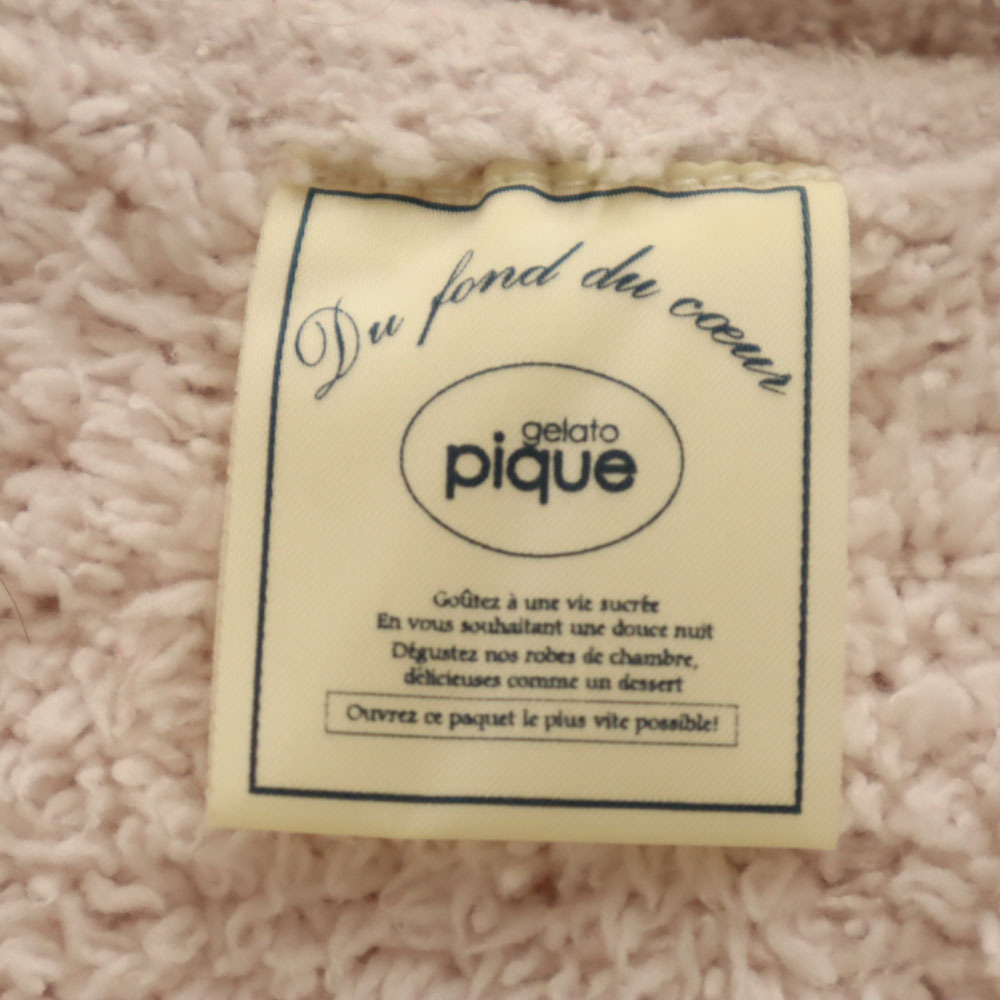 Du fond du cœur
gelato
pique
Goûtez à une vie sucrée
En vous souhaitant une douce nuit
Dégustez nos robes de chambre,
délicieuses comme un dessert
Ouvrez ce paquet le plus vite possible!